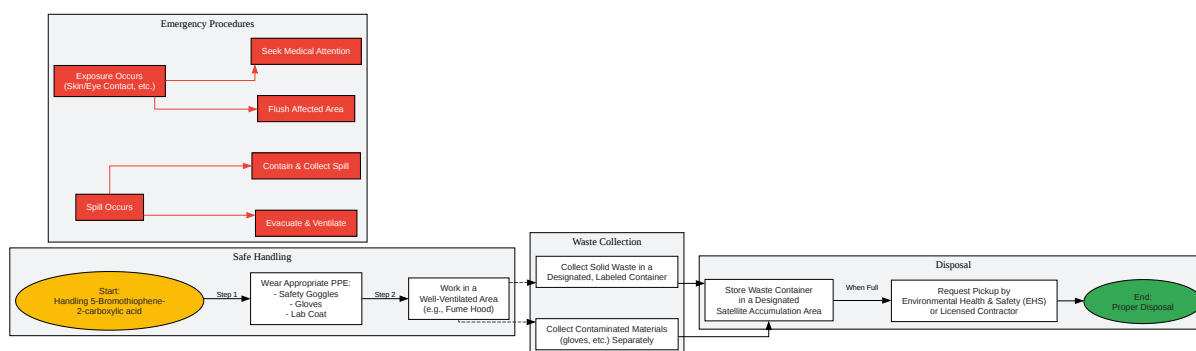 Emergency Procedures
Seek Medical Attention
Exposure Occurs
(Skin/Eye Contact, etc.)
Flush Affected Area
Contain & Collect Spill
Spill Occurs
Evacuate & Ventilate
Safe Handling
Start:
Handling 5-Bromothiophene-
2-carboxylic acid
Step 1
Wear Appropriate PPE:
- Safety Goggles
- Gloves
- Lab Coat
Step 2
Work in a
Well-Ventilated Area
(e.g., Fume Hood)
Waste Collection
Collect Solid Waste in a
Designated, Labeled Container
Collect Contaminated Materials
(gloves, etc.) Separately
Disposal
Store Waste Container
in a Designated
Satellite Accumulation Area
When Full
Request Pickup by
Environmental Health & Safety (EHS)
or Licensed Contractor
End:
Proper Disposal